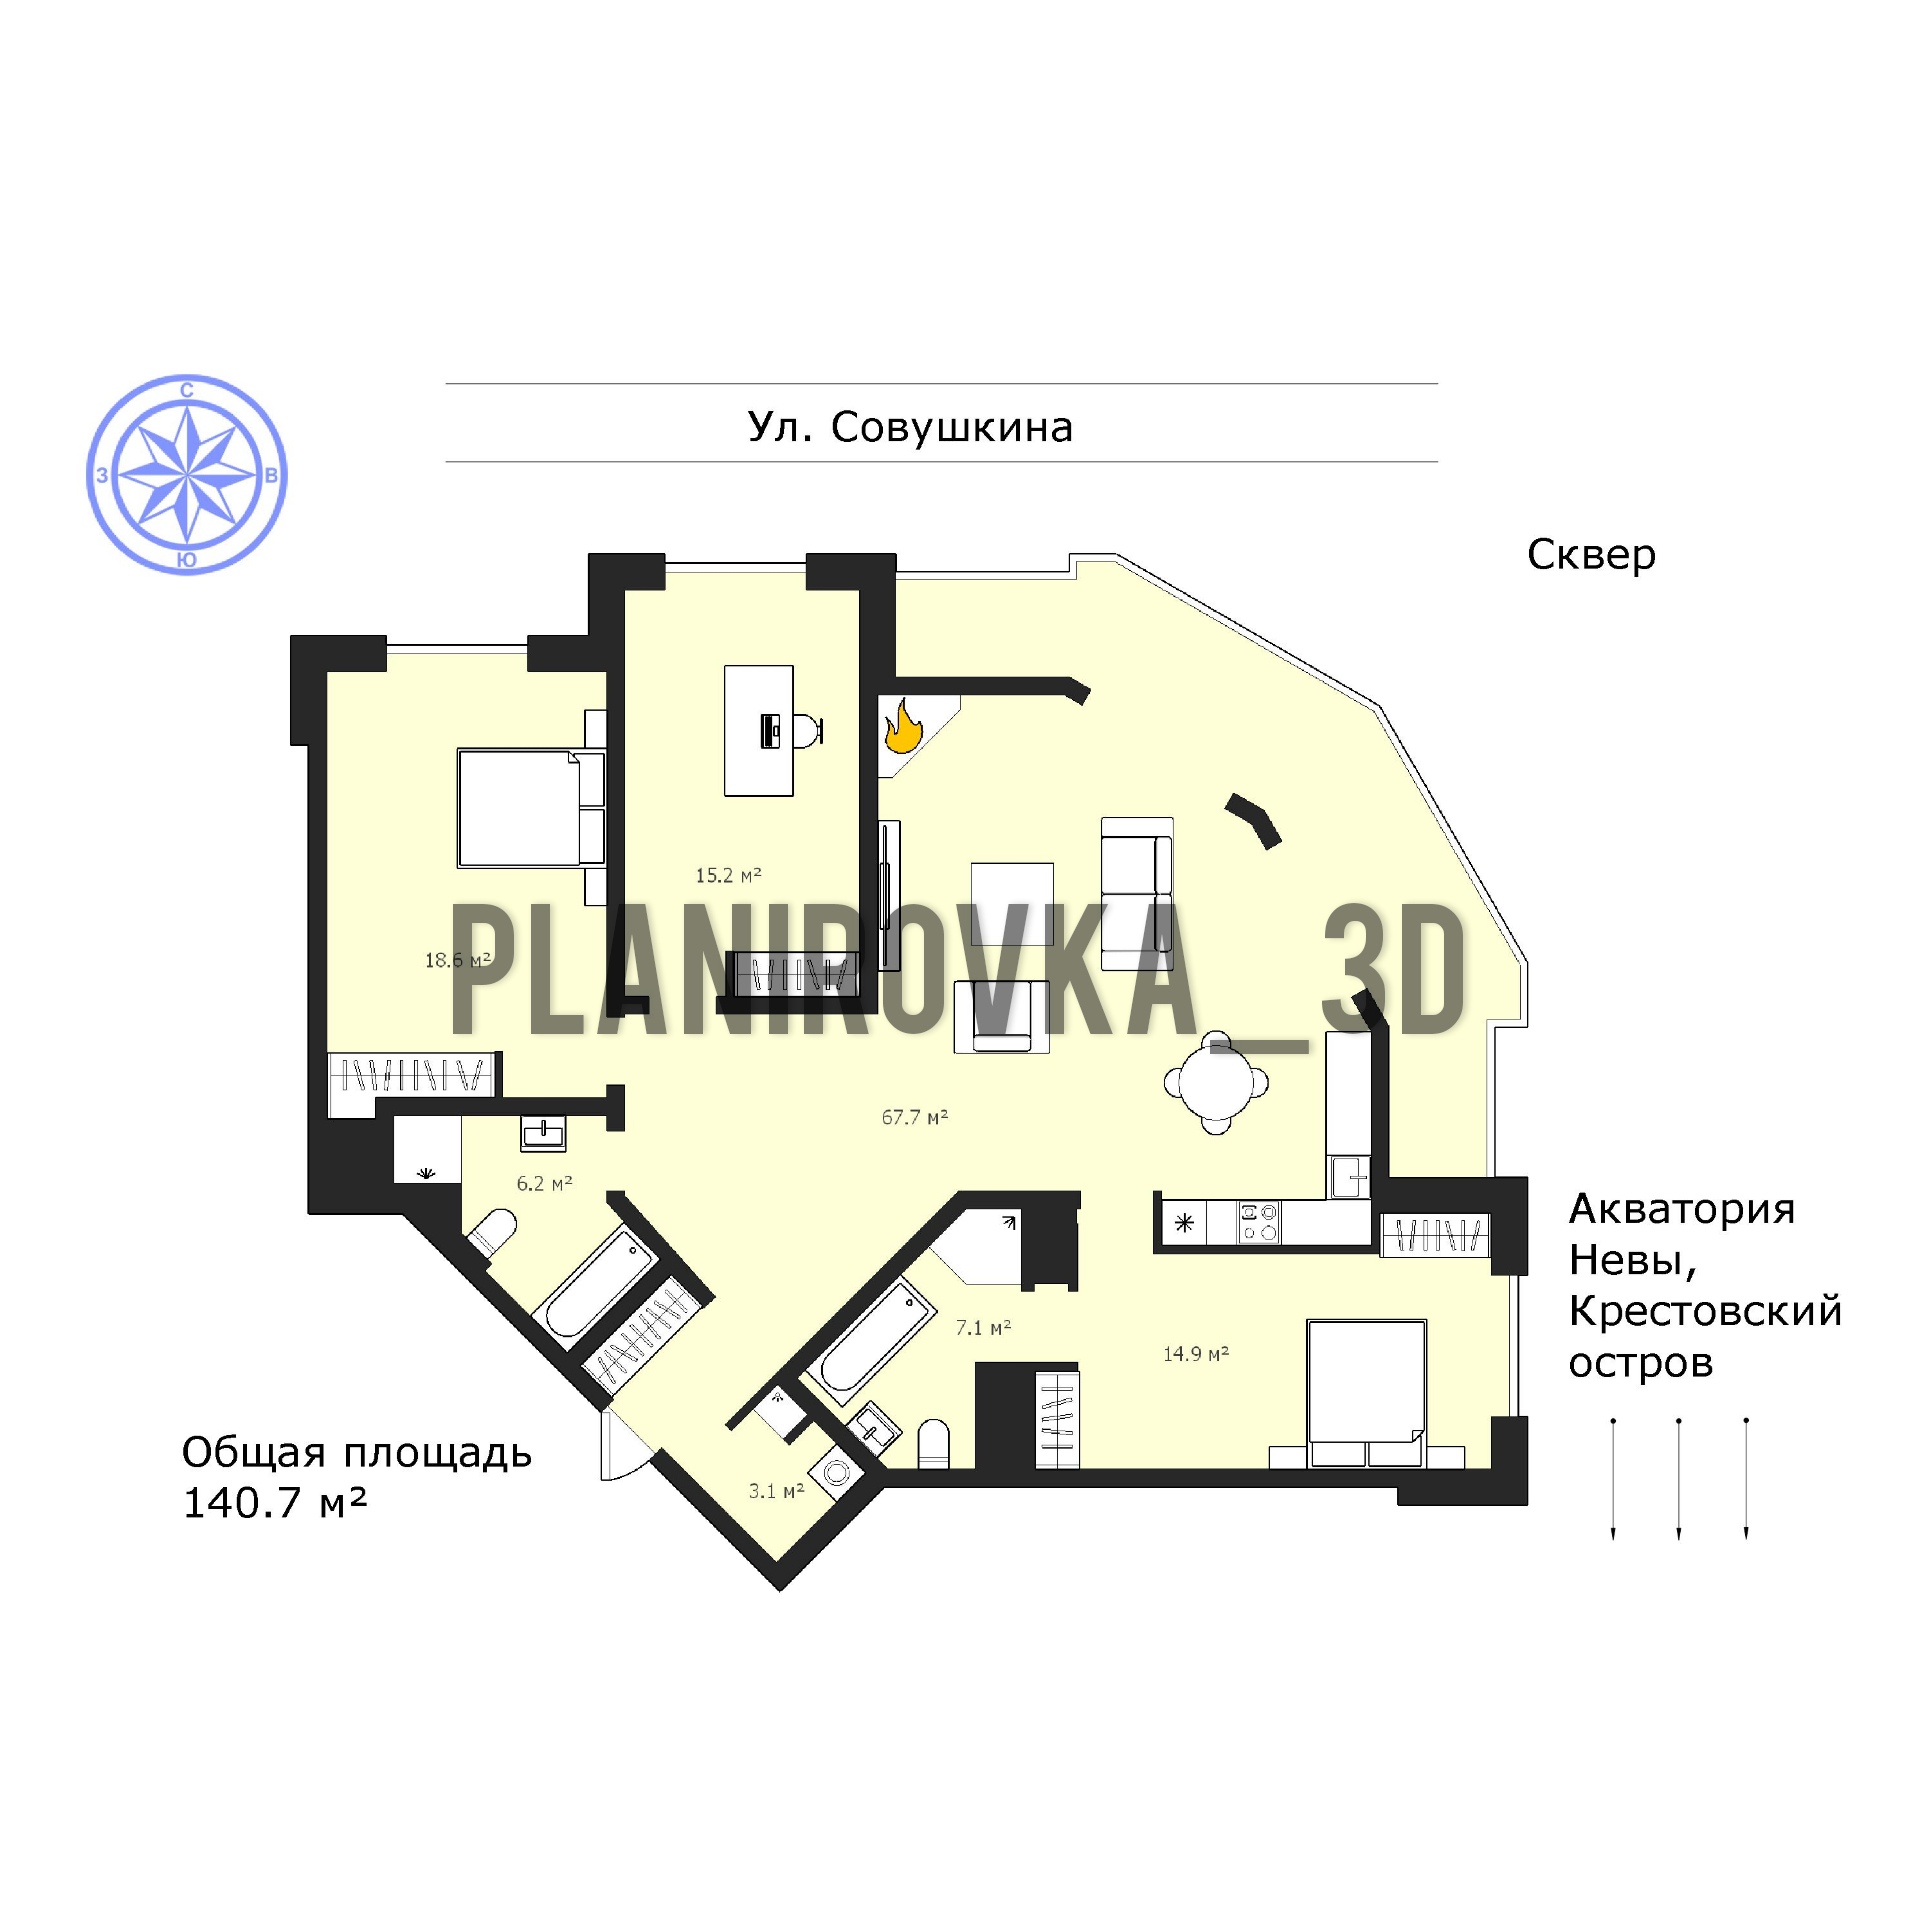 С
З
В
Ю
Ул. Совушкина
Сквер
15.2 м²
18.6 м²
PLANIROVKA_3D
67.7 м²
6.2 м²
7.1 м²
14.9 м²
3.1 м²
Акватория
Невы,
Крестовский
остров
Общая площадь
140.7 м²